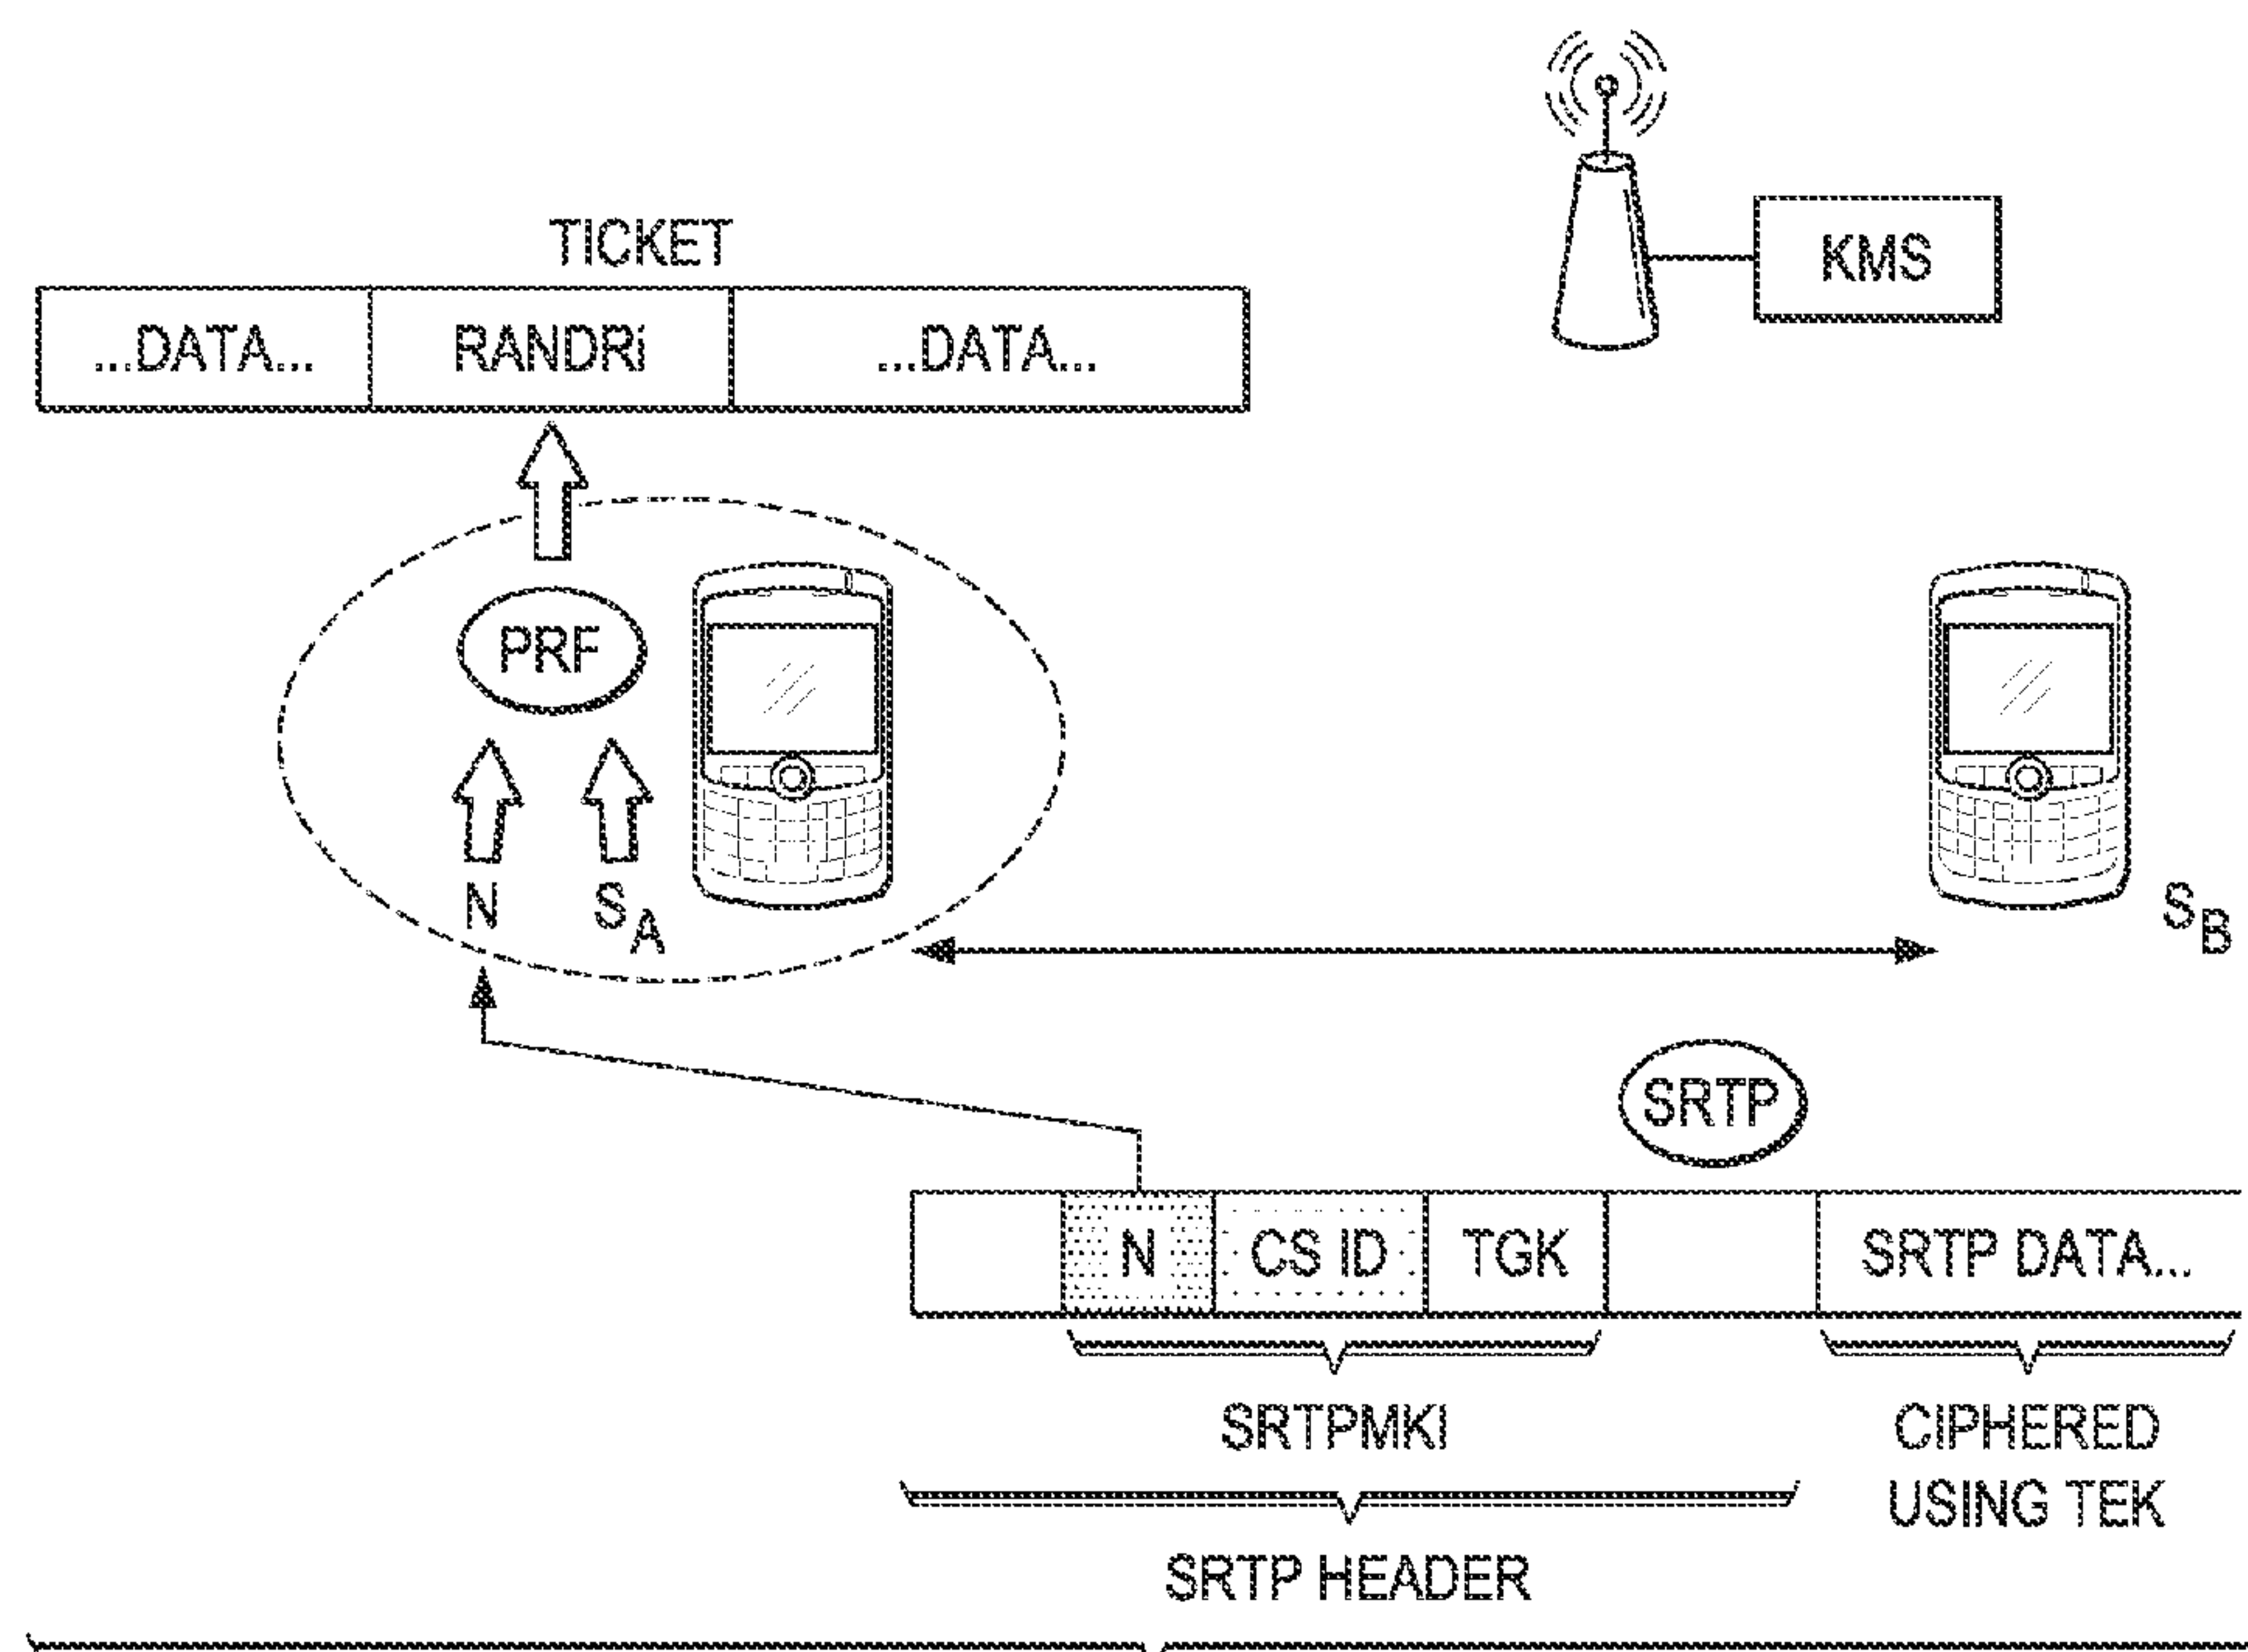 TICKET
KMS
...DATA... RANDRi ...DATA...
PRF
N SA
SB
SRTP
N CS ID TGK SRTP DATA...
SRTPMKI
CIPHERED
USING TEK
SRTP HEADER